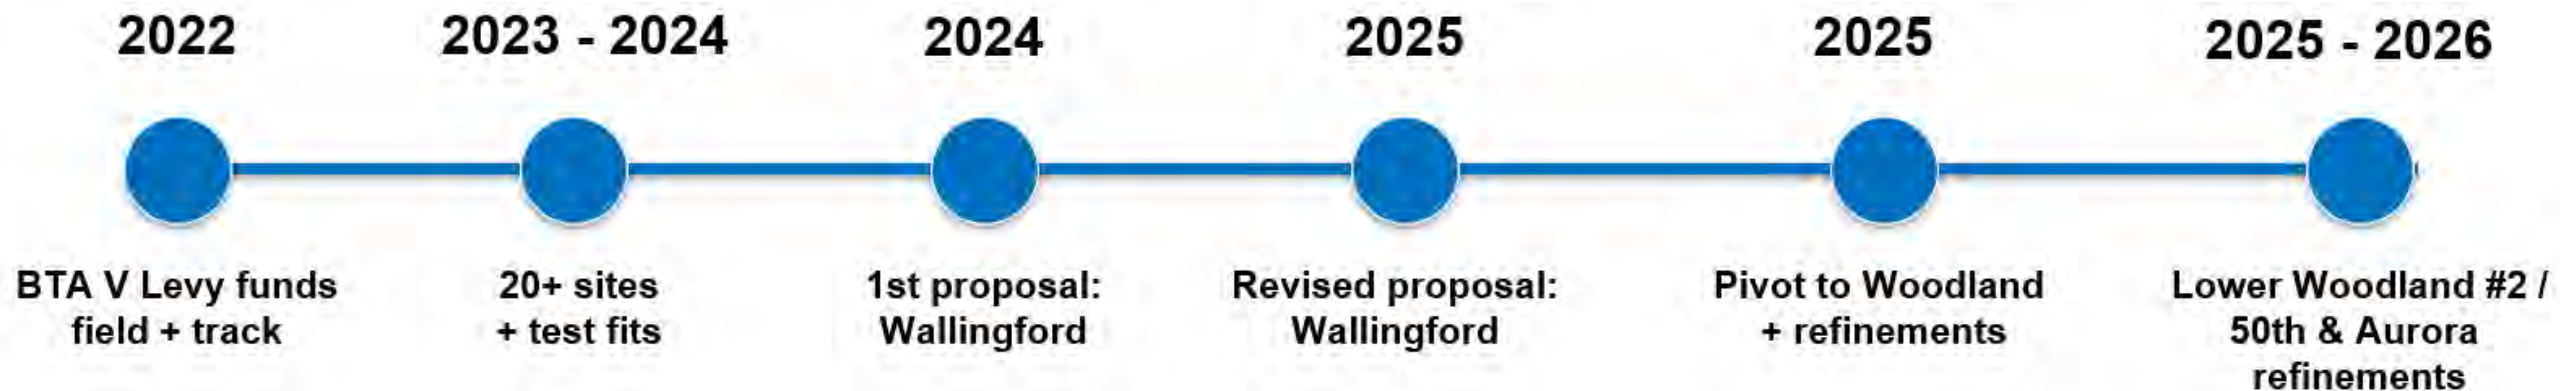 2022
2023 - 2024
2024
2025
2025
2025 - 2026
BTA V Levy funds
field + track
20+ sites
+ test fits
1st proposal:
Wallingford
Revised proposal:
Wallingford
Pivot to Woodland
+ refinements
Lower Woodland #2 /
50th & Aurora
refinements